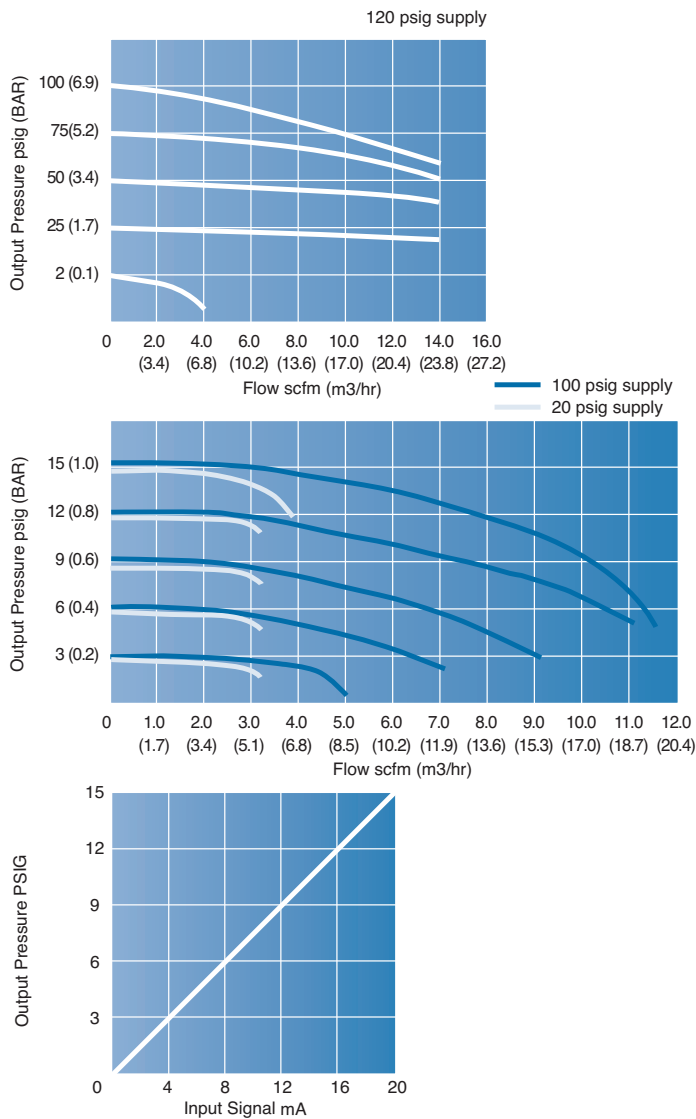 120 psig supply
Output Pressure psig (BAR)
100 (6.9)
75(5.2)
50 (3.4)
25 (1.7)
2 (0.1)
0 2.0 4.0 6.0 8.0 10.0 12.0 14.0 16.0
(3.4) (6.8) (10.2) (13.6) (17.0) (20.4) (23.8) (27.2)
Flow scfm (m3/hr)
100 psig supply
20 psig supply
Output Pressure psig (BAR)
15 (1.0)
12 (0.8)
9 (0.6)
6 (0.4)
3 (0.2)
0 1.0 2.0 3.0 4.0 5.0 6.0 7.0 8.0 9.0 10.0 11.0 12.0
(1.7) (3.4) (5.1) (6.8) (8.5) (10.2) (11.9) (13.6) (15.3) (17.0) (18.7) (20.4)
Flow scfm (m3/hr)
Output Pressure PSIG
15
12
9
6
3
0 4 8 12 16 20
Input Signal mA